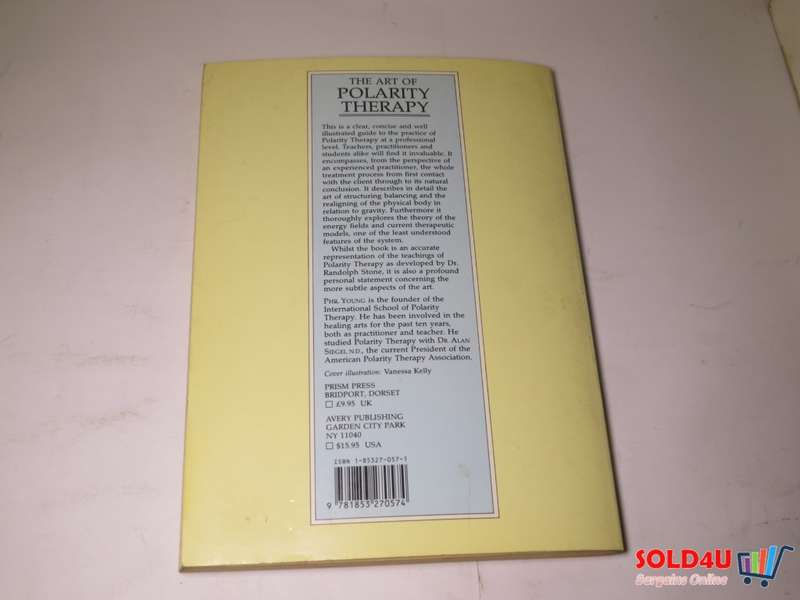 THE ART OF
POLARITY
THERAPY
This is a clear, concise and well
illustrated guide to the practice of
Polarity Therapy at a professional
level. Teachers, practitioners and
students alike will find it invaluable. It
encompasses, from the perspective of
an experienced practitioner, the whole
treatment process from first contact
with the client through to its natural
conclusion. It describes in detail the
art of structuring balancing and the
realigning of the physical body in
relation to gravity. Furthermore it
thoroughly explores the theory of the
energy fields and current therapeutic
models, one of the least understood
features of the system.
Whilst the book is an accurate
representation of the teachings of
Polarity Therapy as developed by Dr.
Randolph Stone, it is also a profound
personal statement concerning the
more subtle aspects of the art.
PHIL YOUNG is the founder of the
International School of Polarity
Therapy. He has been involved in the
healing arts for the past ten years,
both as practitioner and teacher. He
studied Polarity Therapy with DR. ALAN
SIEGEL N.D., the current President of the
American Polarity Therapy Association.
Cover illustration: Vanessa Kelly
PRISM PRESS
BRIDPORT, DORSET
£9.95 UK
AVERY PUBLISHING
GARDEN CITY PARK
NY 11040
$15.95 USA
ISBN 1-85327-057-1
9 781853 270574
SOLD4U
Bargains Online